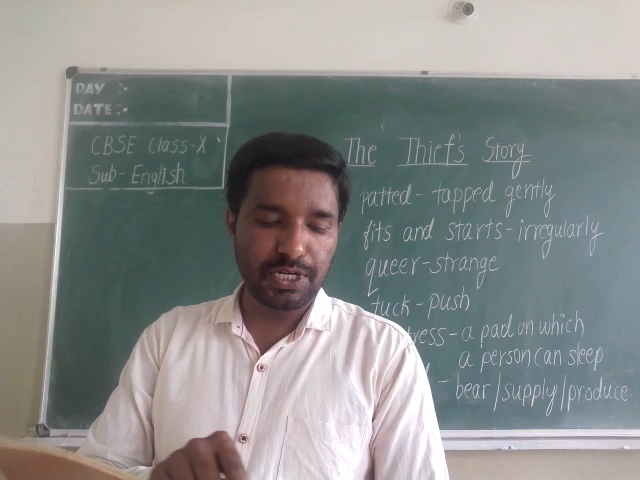 DAY :-
DATE :-
CBSE Class-X
Sub-English
The Thief's Story
patted - tapped gently
fits and starts - irregularly
queer - strange
tuck - push
ress - a pad on which
a person can sleep
- bear/supply/produce